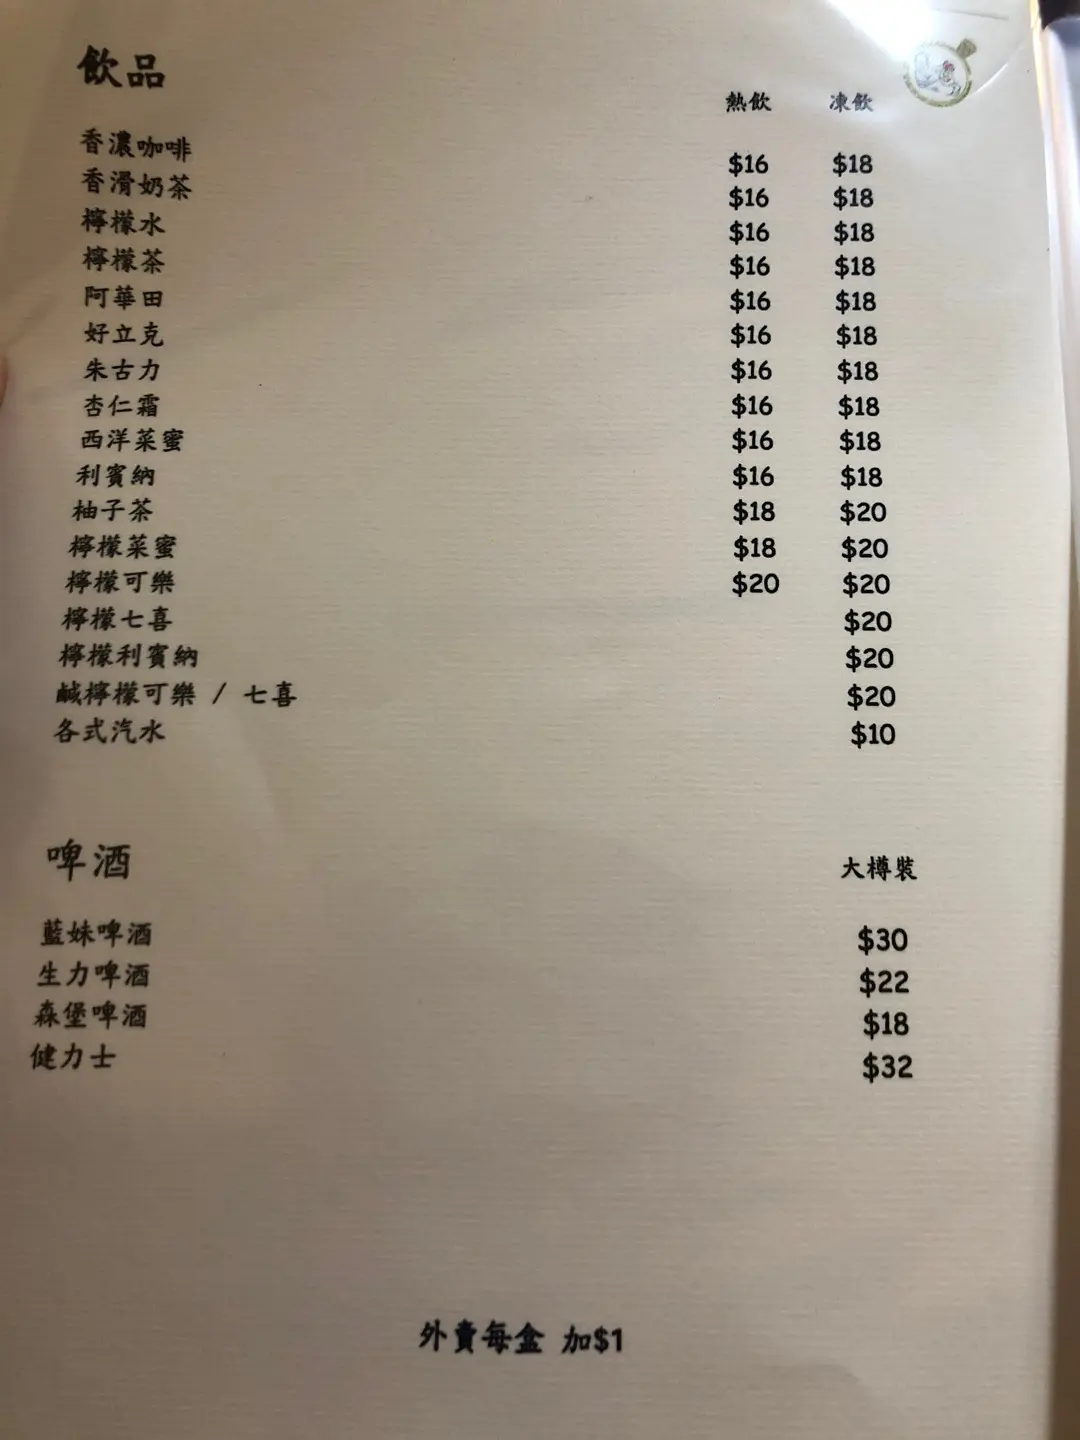 飲品
熱飲 凍飲
香濃咖啡 $16 $18
香滑奶茶 $16 $18
檸檬水 $16 $18
檸檬茶 $16 $18
阿華田 $16 $18
好立克 $16 $18
朱古力 $16 $18
杏仁霜 $16 $18
西洋菜蜜 $16 $18
利賓納 $16 $18
柚子茶 $18 $20
檸檬菜蜜 $18 $20
檸檬可樂 $20 $20
檸檬七喜 $20
檸檬利賓納 $20
鹹檸檬可樂 / 七喜 $20
各式汽水 $10
啤酒 大樽裝
藍妹啤酒 $30
生力啤酒 $22
森堡啤酒 $18
健力士 $32
外賣每盒 加$1